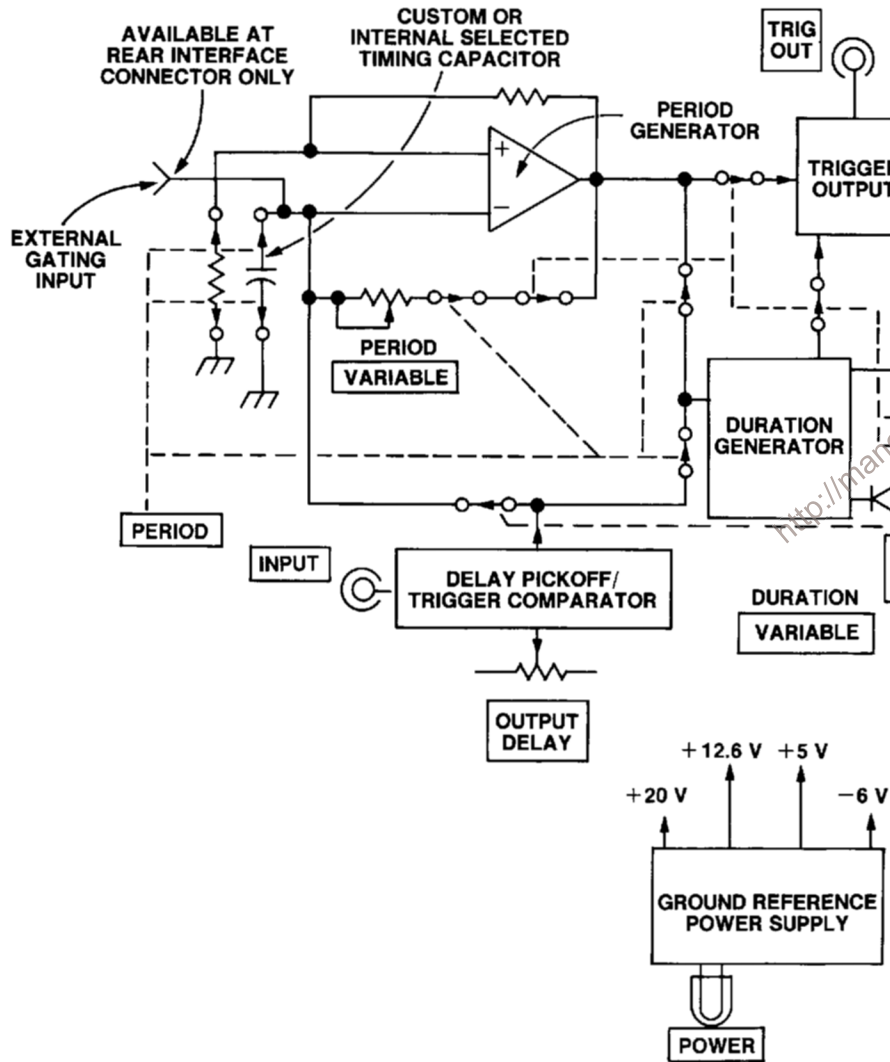 AVAILABLE AT
REAR INTERFACE
CONNECTOR ONLY
CUSTOM OR
INTERNAL SELECTED
TIMING CAPACITOR
TRIG
OUT
+
−
PERIOD
GENERATOR
TRIGGER
OUTPUT
EXTERNAL
GATING
INPUT
PERIOD
VARIABLE
DURATION
GENERATOR
PERIOD
INPUT
DELAY PICKOFF/
TRIGGER COMPARATOR
DURATION
VARIABLE
OUTPUT
DELAY
+20 V
+12.6 V
+5 V
−6 V
GROUND REFERENCE
POWER SUPPLY
POWER